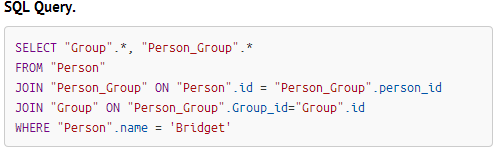 SQL Query.
SELECT "Group".*, "Person_Group".*
FROM "Person"
JOIN "Person_Group" ON "Person".id = "Person_Group".person_id
JOIN "Group" ON "Person_Group".Group_id="Group".id
WHERE "Person".name = 'Bridget'